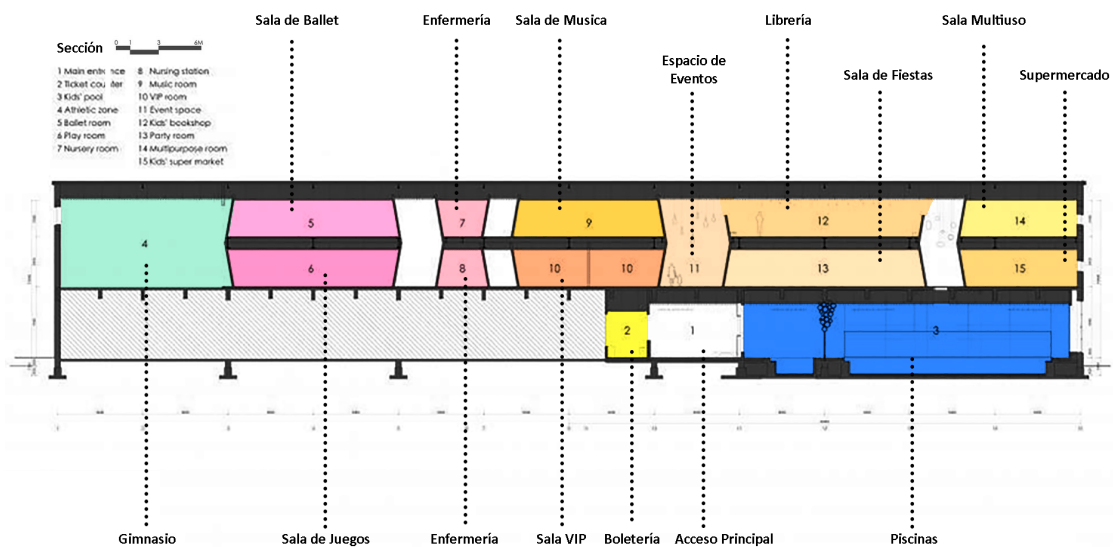 Sala de Ballet
Enfermería
Sala de Musica
Librería
Sala Multiuso
Espacio de
Eventos
Sala de Fiestas
Supermercado
Sección
0 1 3 6M
1 Main entrance
2 Ticket counter
3 Kids' pool
4 Athletic zone
5 Ballet room
6 Play room
7 Nursery room
8 Nursing station
9 Music room
10 VIP room
11 Event space
12 Kids' bookshop
13 Party room
14 Multipurpose room
15 Kids' super market
5 7 9 12 14
4
6 8 10 10 11 13 15
2 1 3
Gimnasio
Sala de Juegos
Enfermería
Sala VIP
Boletería
Acceso Principal
Piscinas